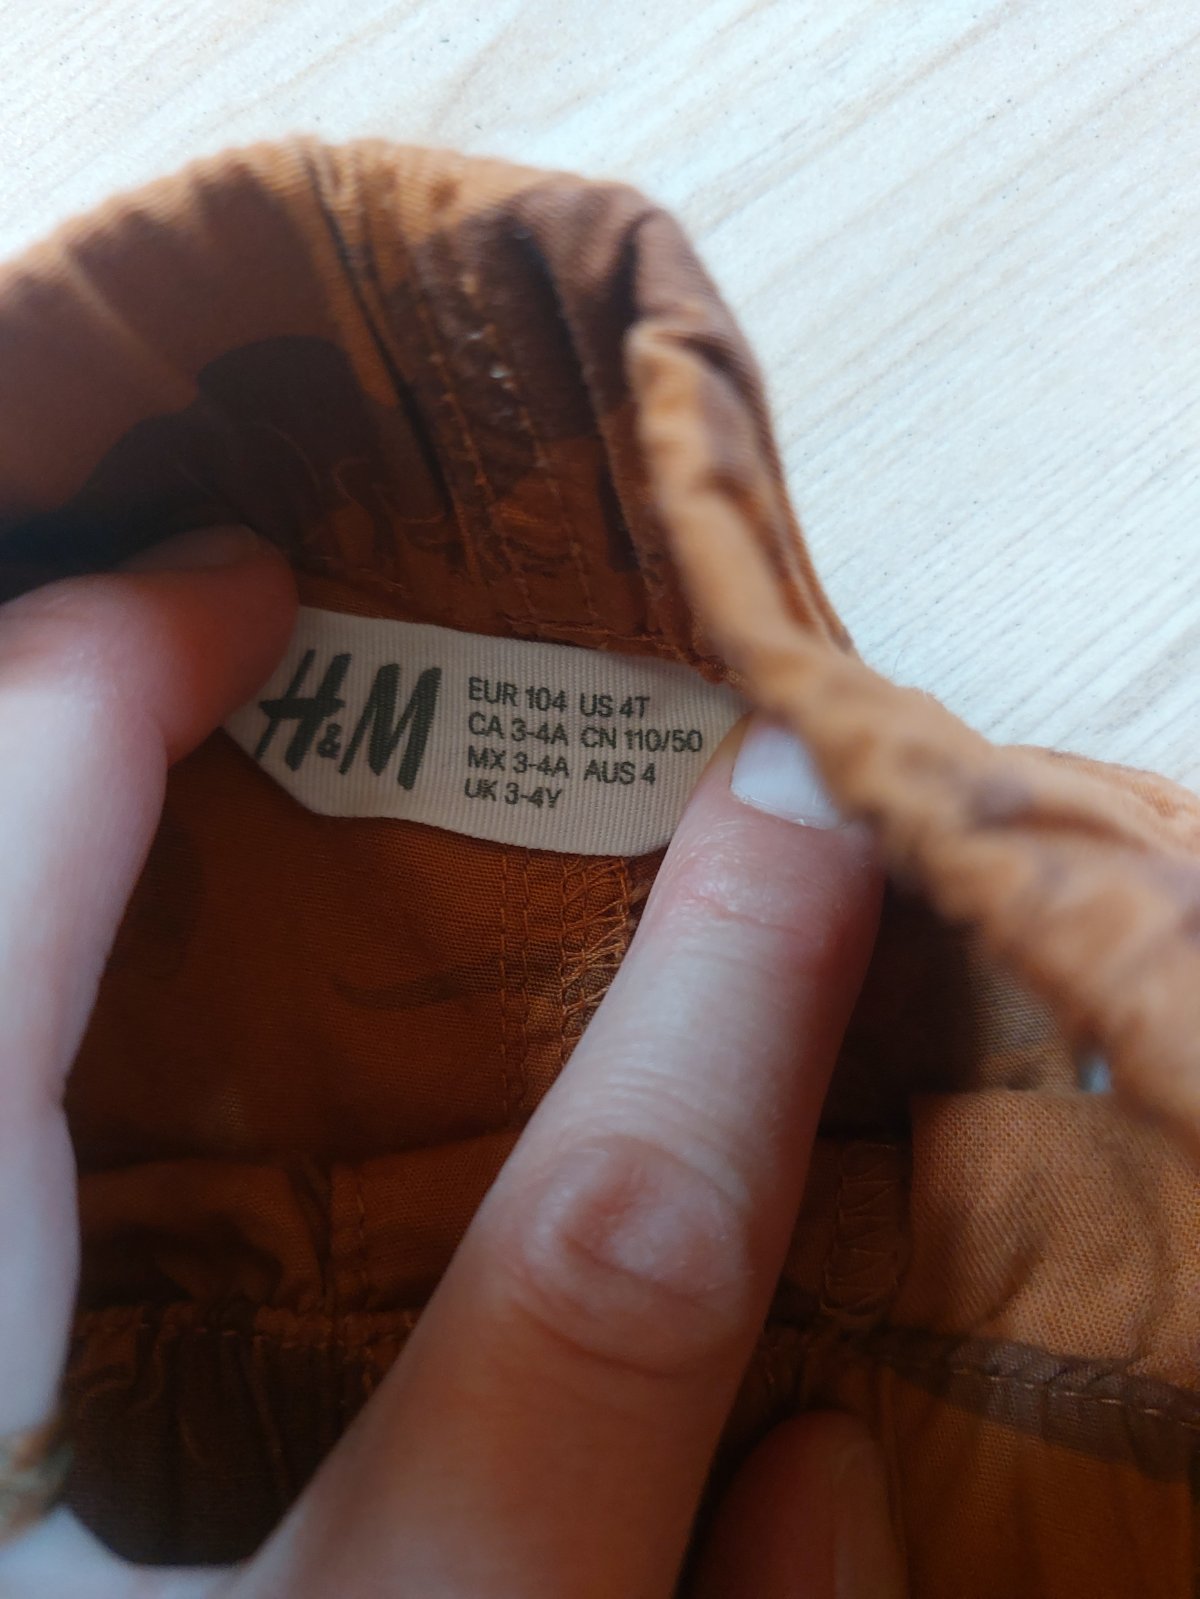 H&M
EUR 104 US 4T
CA 3-4A CN 110/50
MX 3-4A AUS 4
UK 3-4Y